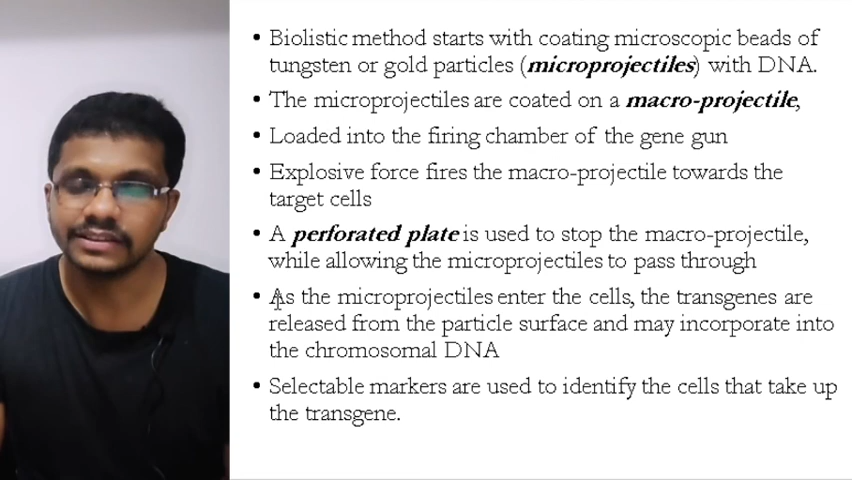 • Biolistic method starts with coating microscopic beads of
tungsten or gold particles (microprojectiles) with DNA.
• The microprojectiles are coated on a macro-projectile,
• Loaded into the firing chamber of the gene gun
• Explosive force fires the macro-projectile towards the
target cells
• A perforated plate is used to stop the macro-projectile,
while allowing the microprojectiles to pass through
• As the microprojectiles enter the cells, the transgenes are
released from the particle surface and may incorporate into
the chromosomal DNA
• Selectable markers are used to identify the cells that take up
the transgene.